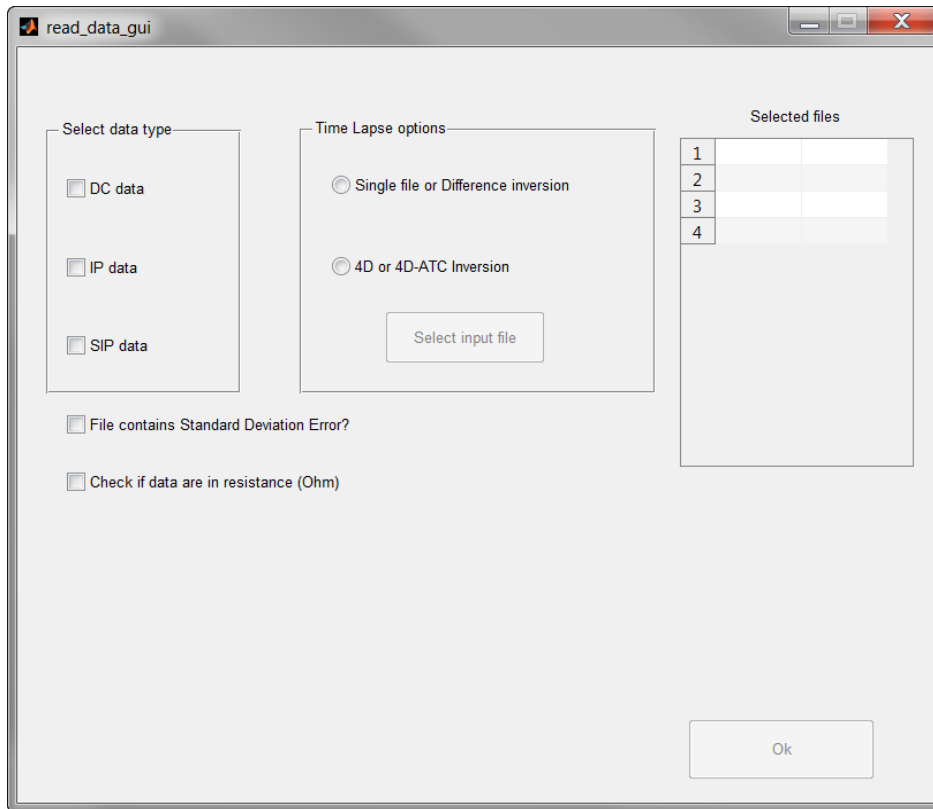 read_data_gui
Select data type
DC data
IP data
SIP data
Time Lapse options
Single file or Difference inversion
4D or 4D-ATC Inversion
Select input file
Selected files
1
2
3
4
File contains Standard Deviation Error?
Check if data are in resistance (Ohm)
Ok